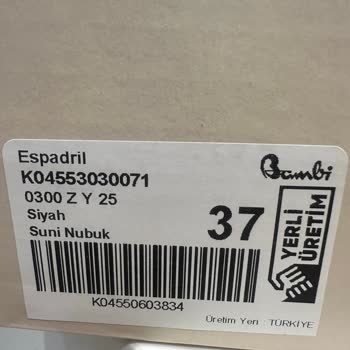 Espadril
Bambi
K04553030071
0300 Z Y 25
Siyah
Suni Nubuk
37
YERLİ
ÜRETİM
K04550603834
Üretim Yeri : TÜRKİYE